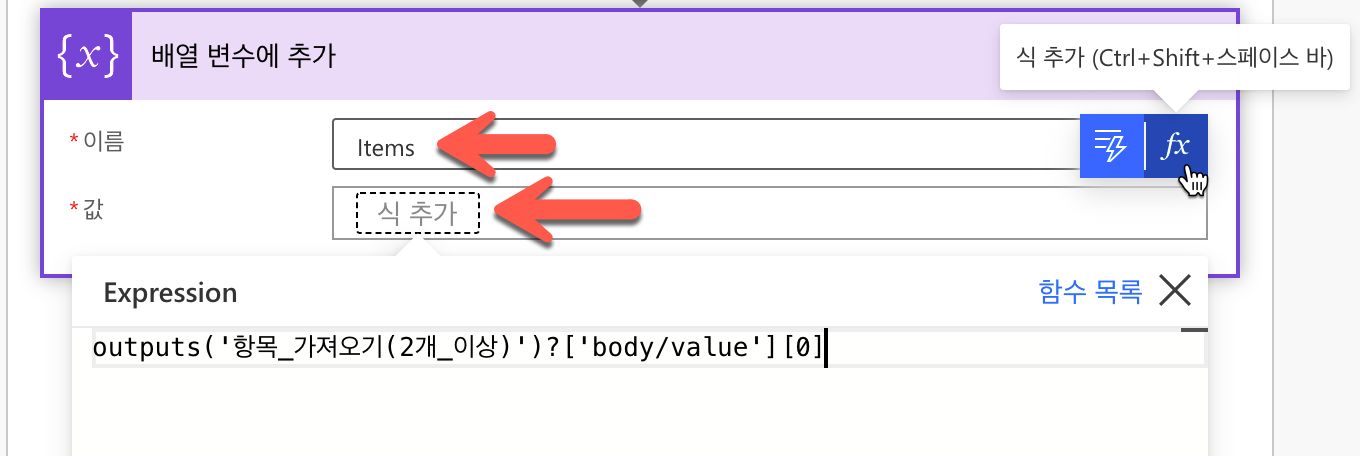 {x} 배열 변수에 추가
식 추가 (Ctrl+Shift+스페이스 바)
* 이름
Items
fx
* 값
식 추가
Expression
함수 목록
outputs('항목_가져오기(2개_이상)')?['body/value'][0]